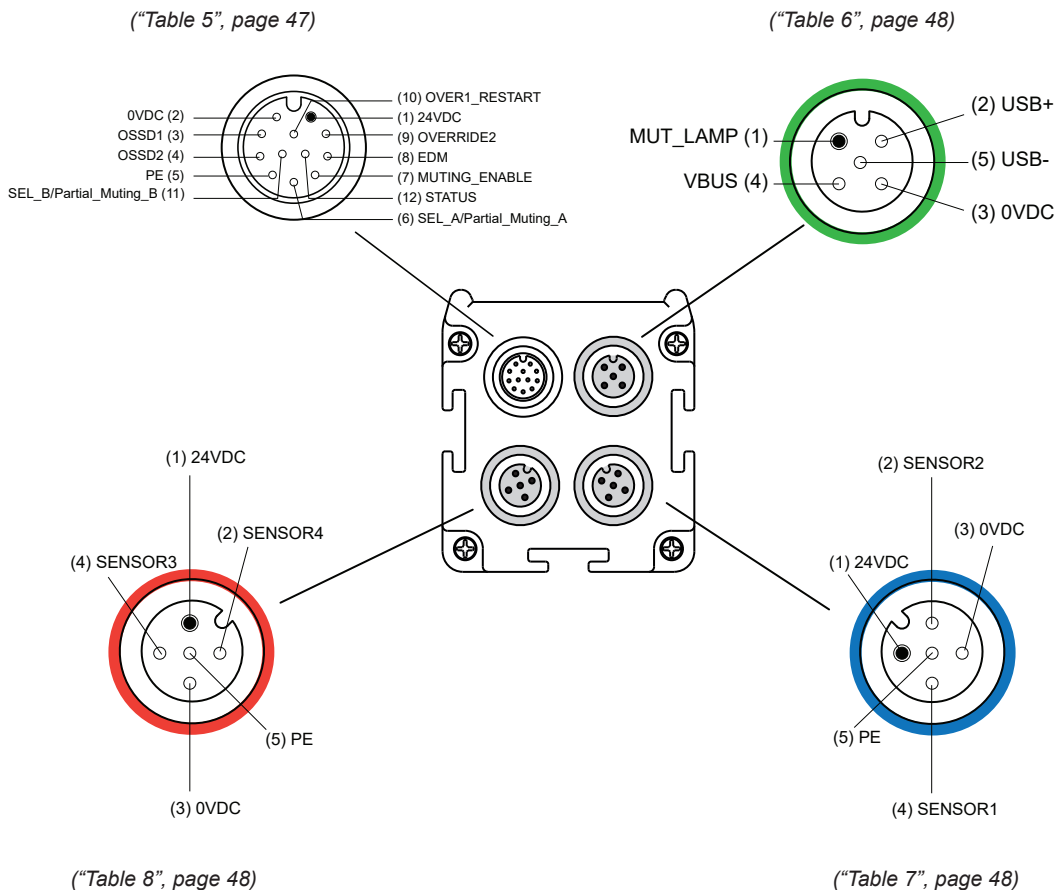 (“Table 5”, page 47)
(“Table 6”, page 48)
(10) OVER1_RESTART
0VDC (2)
(1) 24VDC
OSSD1 (3)
(9) OVERRIDE2
OSSD2 (4)
(8) EDM
PE (5)
(7) MUTING_ENABLE
SEL_B/Partial_Muting_B (11)
(12) STATUS
(6) SEL_A/Partial_Muting_A
(2) USB+
MUT_LAMP (1)
(5) USB-
VBUS (4)
(3) 0VDC
(1) 24VDC
(2) SENSOR4
(4) SENSOR3
(5) PE
(3) 0VDC
(2) SENSOR2
(3) 0VDC
(1) 24VDC
(5) PE
(4) SENSOR1
(“Table 8”, page 48)
(“Table 7”, page 48)